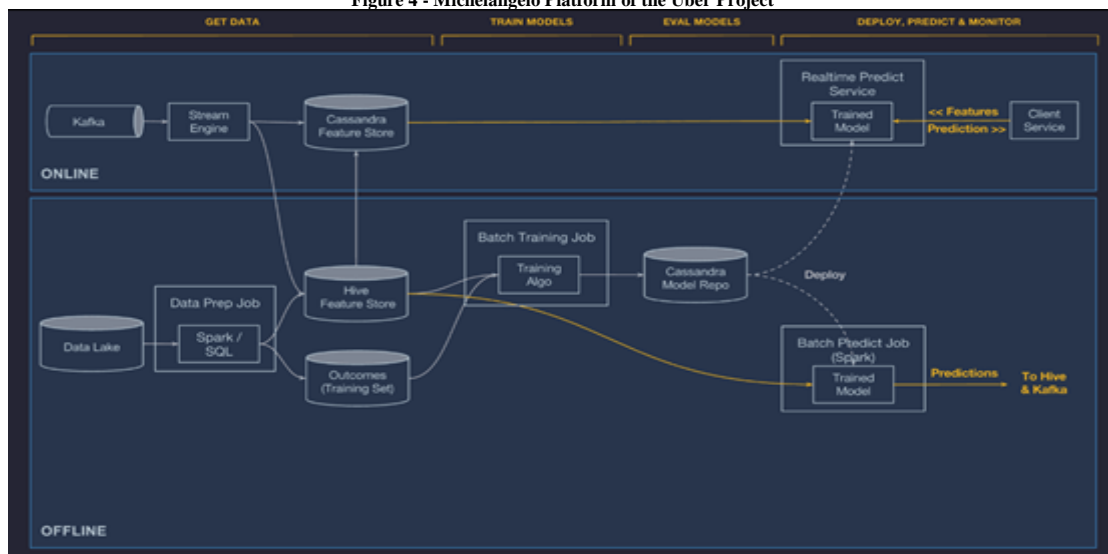 Figure 4 - Michelangelo Platform of the Uber Project
GET DATA
TRAIN MODELS
EVAL MODELS
DEPLOY, PREDICT & MONITOR
Kafka
Stream
Engine
Cassandra
Feature Store
Realtime Predict
Service
Trained
Model
<< Features
Prediction >>
Client
Service
ONLINE
Data Lake
Data Prep Job
Spark /
SQL
Hive
Feature Store
Outcomes
(Training Set)
Batch Training Job
Training
Algo
Cassandra
Model Repo
Deploy
Batch Predict Job
(Spark)
Trained
Model
Predictions
To Hive
& Kafka
OFFLINE